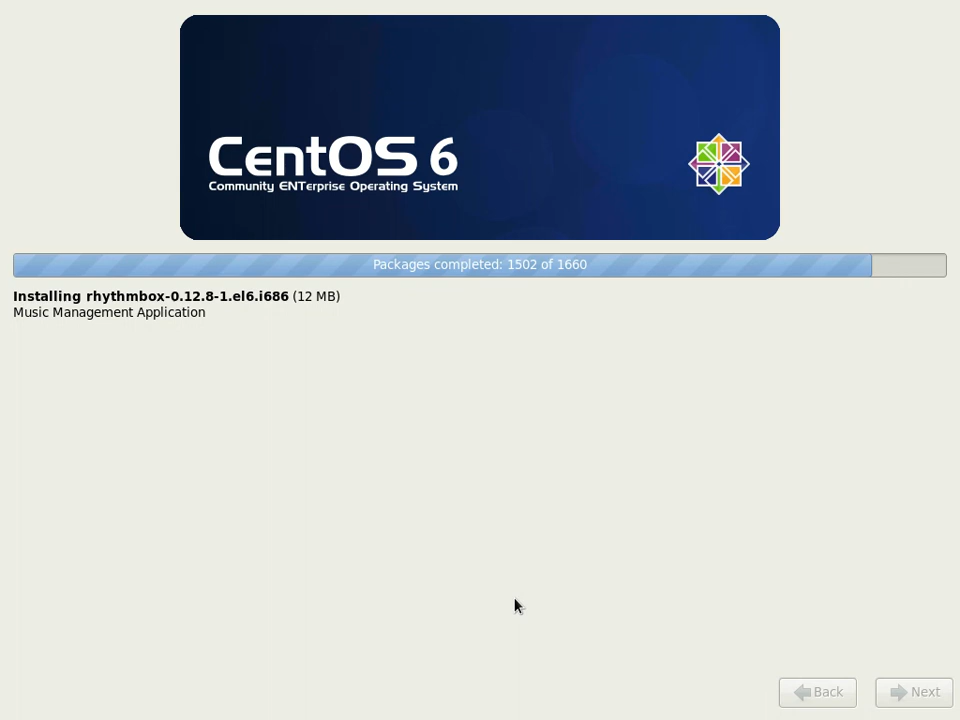 CentOS 6
Community ENTerprise Operating System
Packages completed: 1502 of 1660
Installing rhythmbox-0.12.8-1.el6.i686 (12 MB)
Music Management Application
Back Next